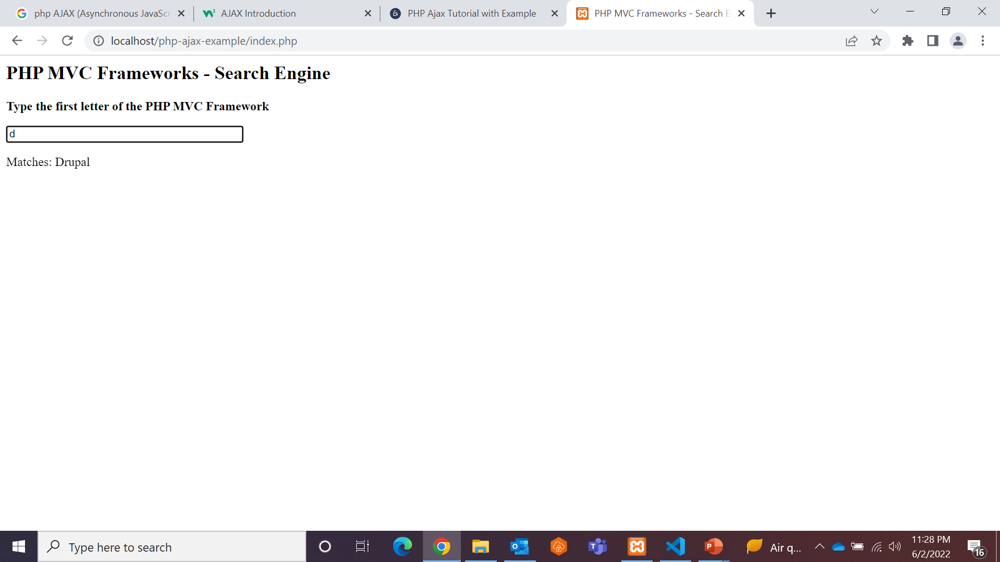 php AJAX (Asynchronous JavaScr
AJAX Introduction
PHP Ajax Tutorial with Example
PHP MVC Frameworks - Search E
localhost/php-ajax-example/index.php
PHP MVC Frameworks - Search Engine
Type the first letter of the PHP MVC Framework
d
Matches: Drupal
Type here to search
Air q...
11:28 PM
6/2/2022
16